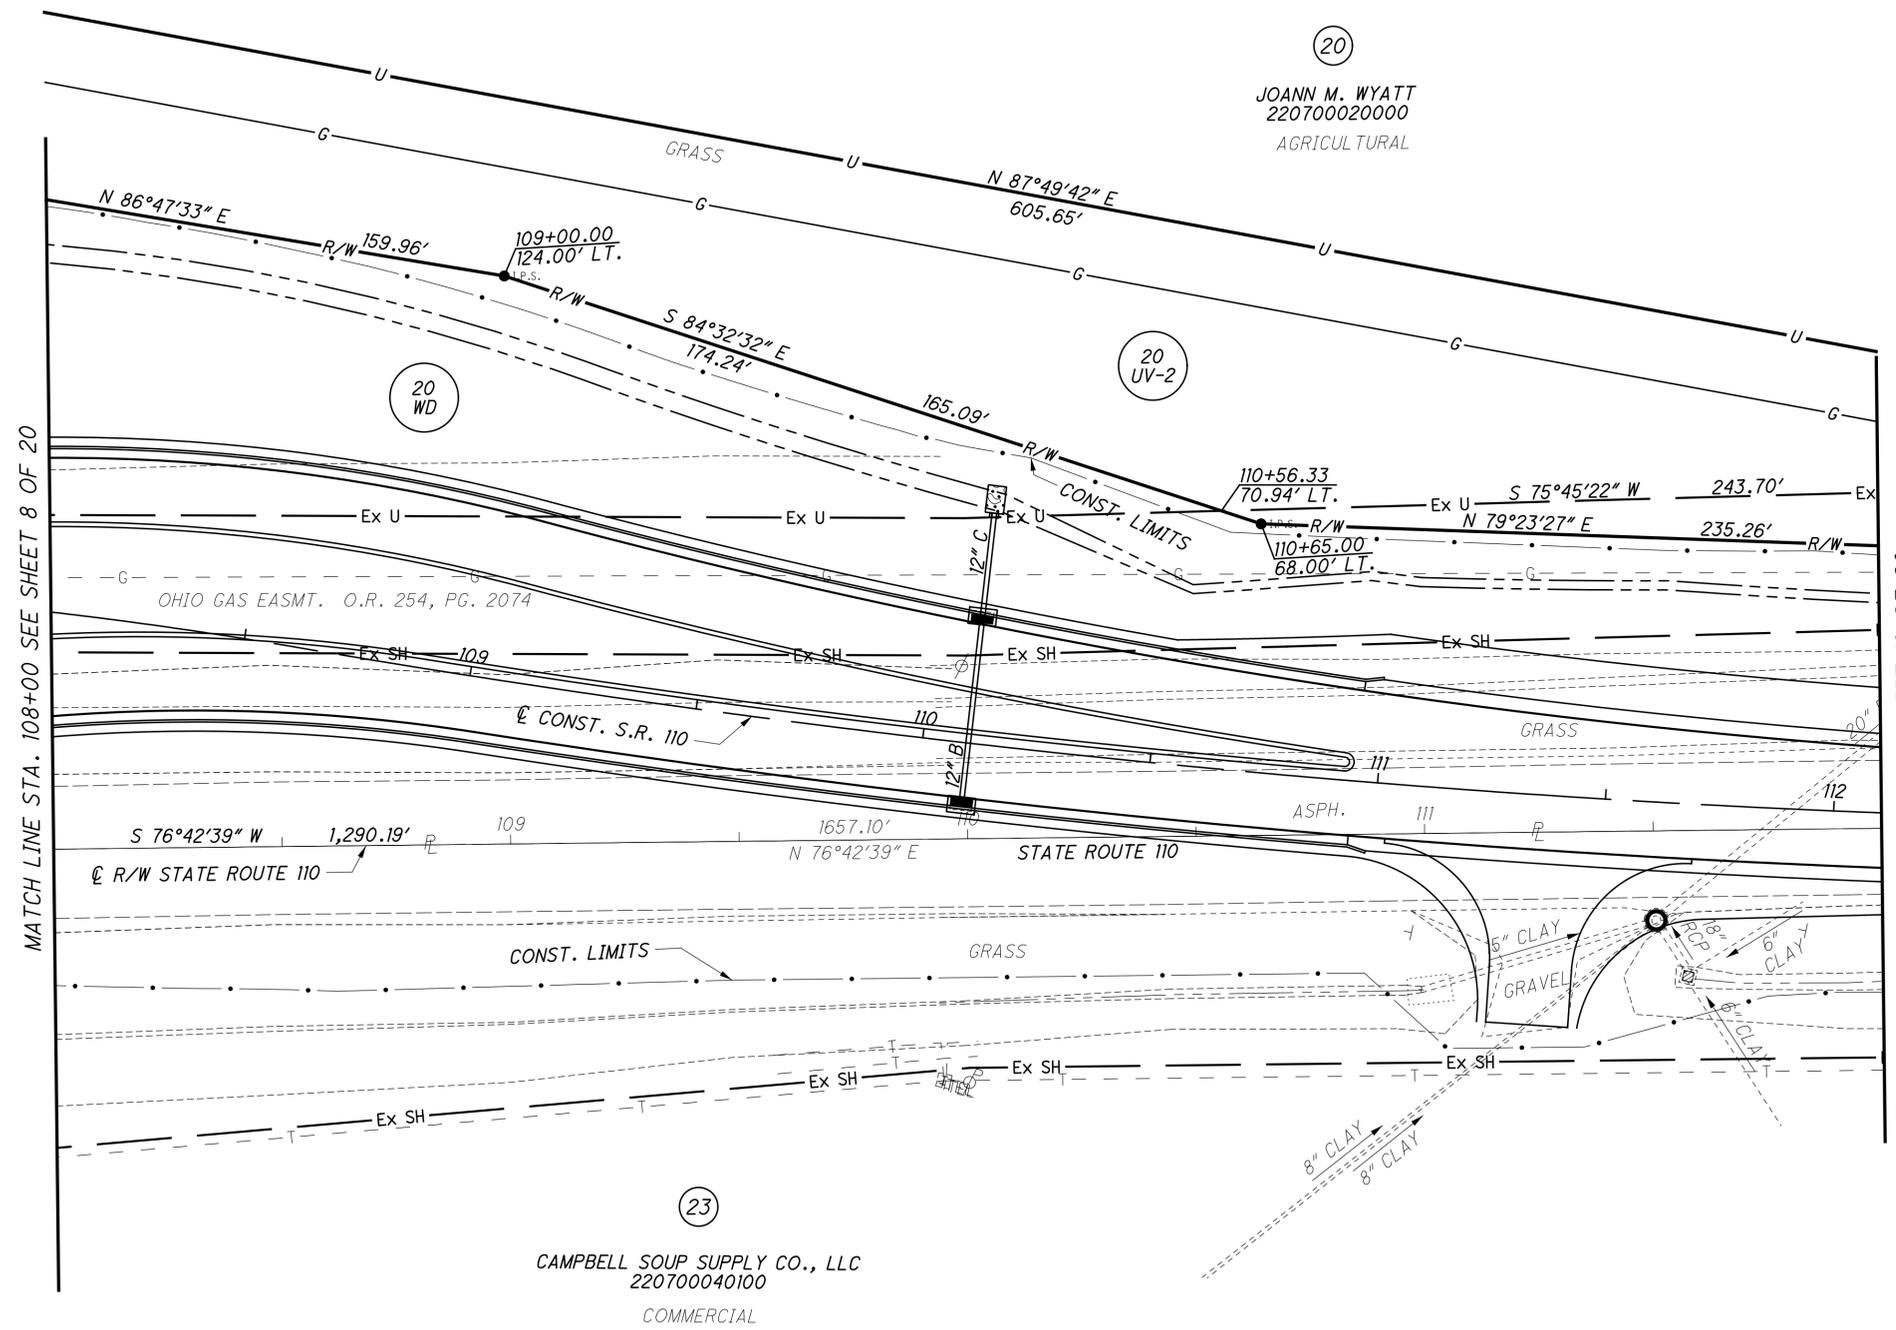 20
JOANN M. WYATT
220700020000
AGRICULTURAL
U
G
GRASS
U
N 87°49'42" E
605.65'
G
U
G
U
G
G
N 86°47'33" E
R/W
159.96'
109+00.00
124.00' LT.
I.P.S.
R/W
S 84°32'32" E
174.24'
20
UV-2
20
WD
165.09'
R/W
CONST. LIMITS
110+56.33
70.94' LT.
Ex U
S 75°45'22" W
243.70'
Ex
I.P.S.
R/W
N 79°23'27" E
235.26'
R/W
110+65.00
68.00' LT.
Ex U
Ex U
Ex U
12" C
G
G
G
G
G
OHIO GAS EASMT. O.R. 254, PG. 2074
MATCH LINE STA. 108+00 SEE SHEET 8 OF 20
Ex SH
109
Ex SH
Ex SH
Ex SH
℄ CONST. S.R. 110
110
12" B
GRASS
20"
111
112
ASPH.
S 76°42'39" W
1,290.19'
PL
109
1657.10'
110
111
PL
N 76°42'39" E
STATE ROUTE 110
℄ R/W STATE ROUTE 110
CONST. LIMITS
GRASS
Y
5" CLAY
GRAVEL
18"
RCP
6"
CLAY
Y
6" CLAY
T
T
TEL
Ex SH
Ex SH
Ex SH
Ex SH
T
T
T
T
T
8" CLAY
8" CLAY
23
CAMPBELL SOUP SUPPLY CO., LLC
220700040100
COMMERCIAL